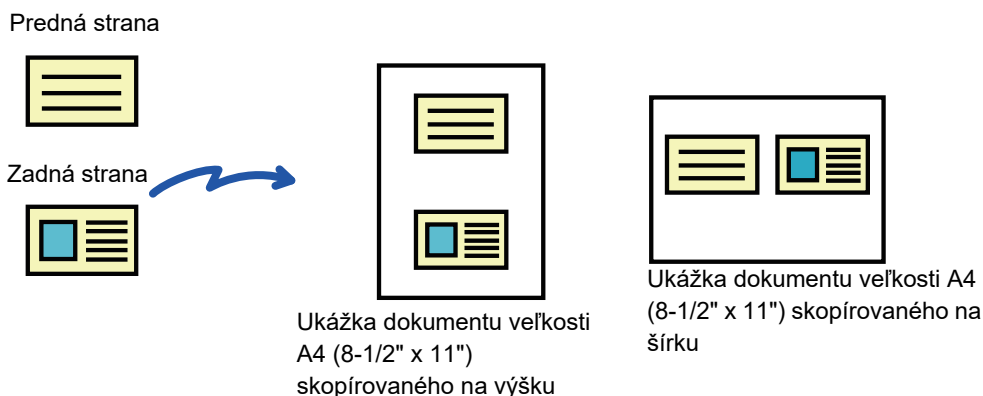 Predná strana
Zadná strana
Ukážka dokumentu veľkosti
A4 (8-1/2" x 11")
skopírovaného na výšku
Ukážka dokumentu veľkosti A4
(8-1/2" x 11") skopírovaného na
šírku